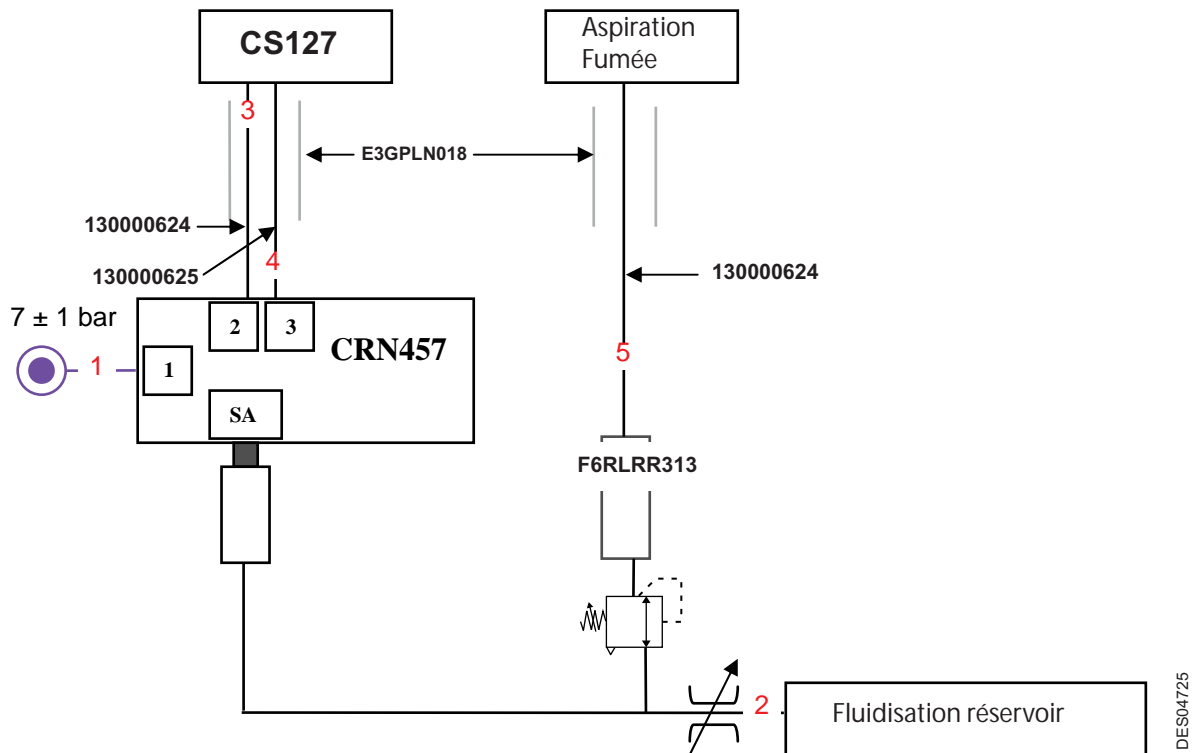 CS127
Aspiration
Fumée
3
E3GPLN018
130000624
130000625
4
130000624
7 ± 1 bar
2
3
CRN457
1
1
5
SA
F6RLRR313
2
Fluidisation réservoir
DES04725